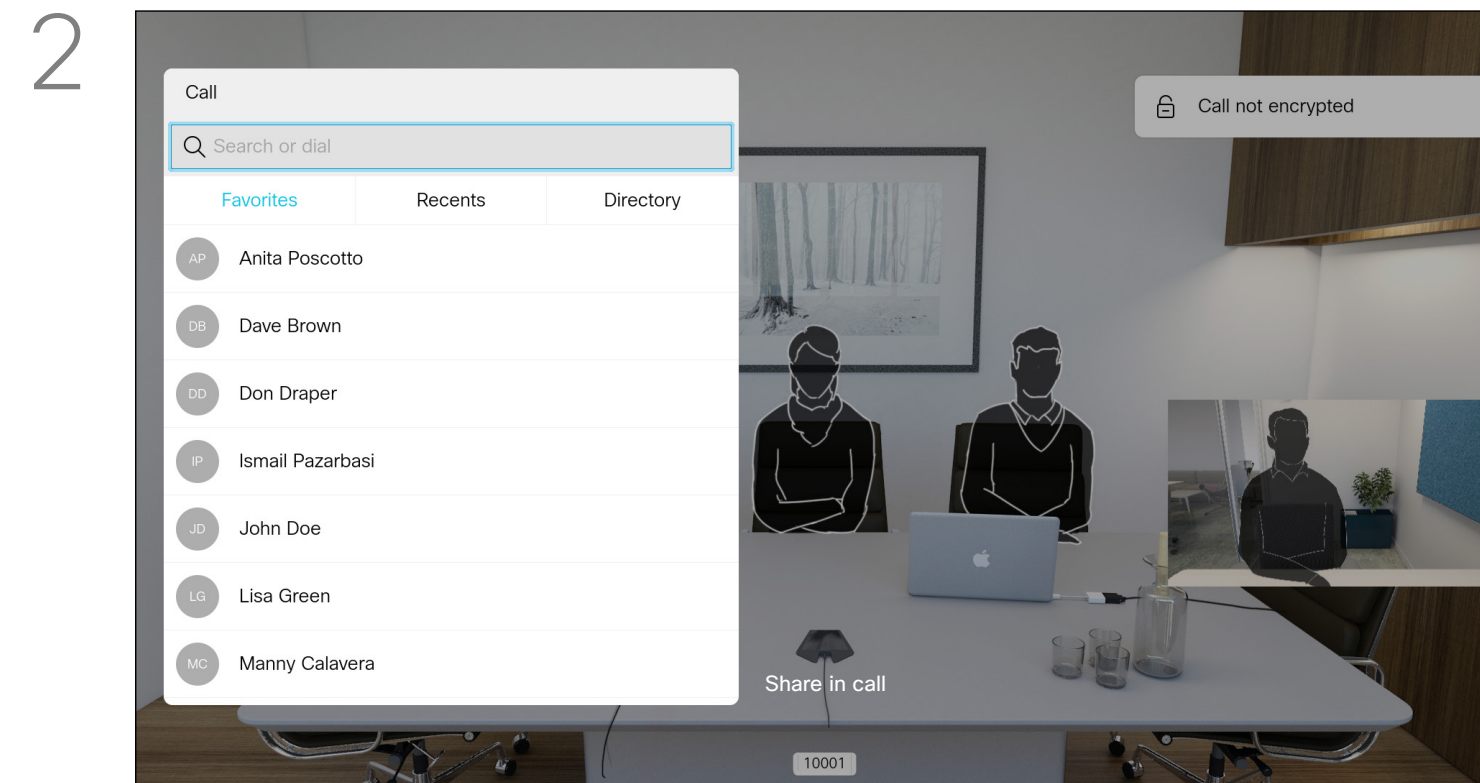 2
Call
Call not encrypted
Search or dial
Favorites Recents Directory
AP Anita Poscotto
DB Dave Brown
DD Don Draper
IP Ismail Pazarbasi
JD John Doe
LG Lisa Green
MC Manny Calavera
Share in call
10001